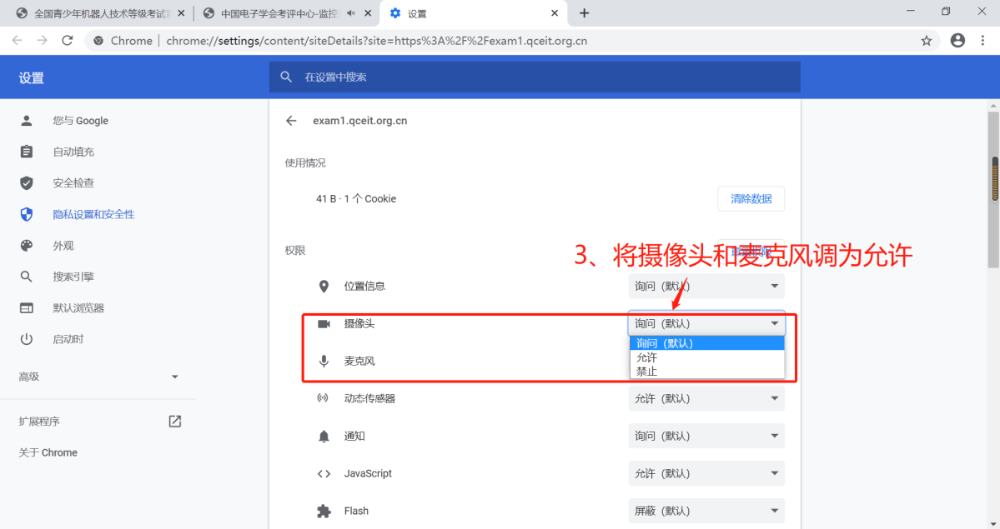 全国青少年机器人技术等级考试
中国电子学会考评中心-监控
设置
Chrome
chrome://settings/content/siteDetails?site=https%3A%2F%2Fexam1.qceit.org.cn
设置
在设置中搜索
您与 Google
自动填充
安全检查
隐私设置和安全性
外观
搜索引擎
默认浏览器
启动时
高级
扩展程序
关于 Chrome
exam1.qceit.org.cn
使用情况
41 B · 1 个 Cookie
清除数据
权限
3、将摄像头和麦克风调为允许
位置信息
询问（默认）
摄像头
询问（默认）
询问（默认）
允许
禁止
麦克风
动态传感器
允许（默认）
通知
询问（默认）
JavaScript
允许（默认）
Flash
屏蔽（默认）